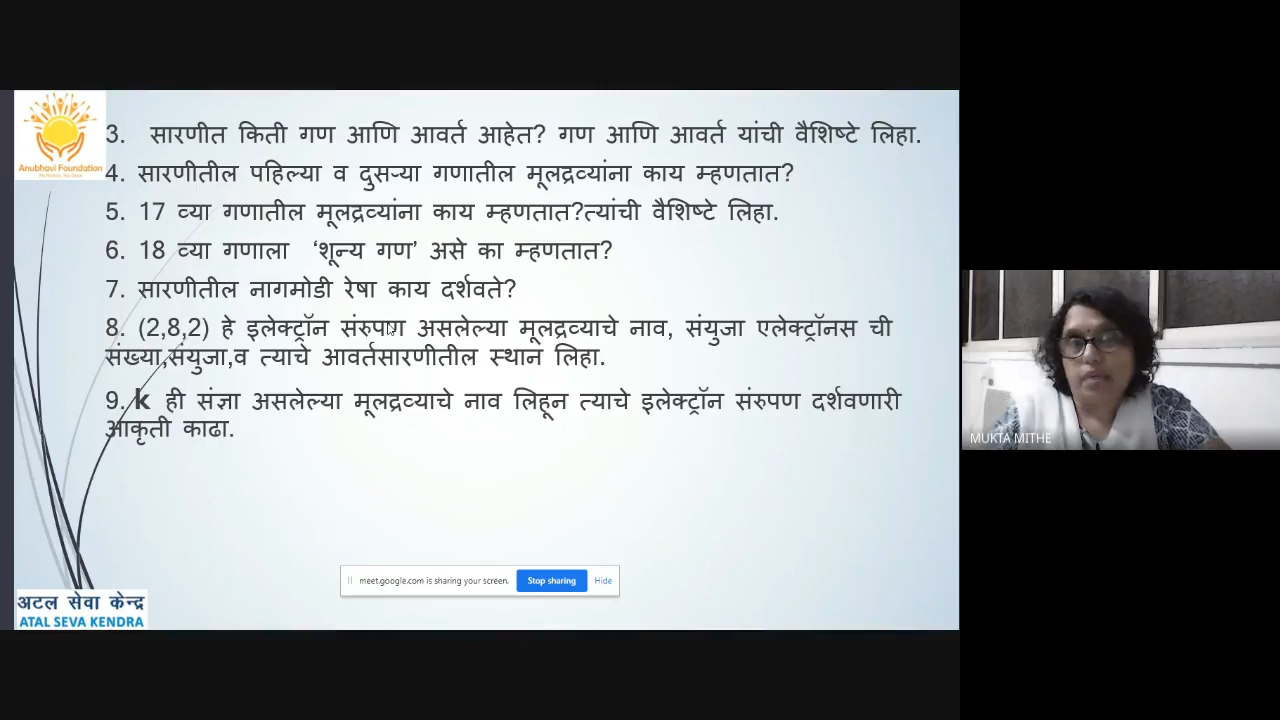 Anubhavi Foundation
3. सारणीत किती गण आणि आवर्त आहेत? गण आणि आवर्त यांची वैशिष्टे लिहा.
4. सारणीतील पहिल्या व दुसऱ्या गणातील मूलद्रव्यांना काय म्हणतात?
5. 17 व्या गणातील मूलद्रव्यांना काय म्हणतात?त्यांची वैशिष्टे लिहा.
6. 18 व्या गणाला ‘शून्य गण’ असे का म्हणतात?
7. सारणीतील नागमोडी रेषा काय दर्शवते?
8. (2,8,2) हे इलेक्ट्रॉन संरुपण असलेल्या मूलद्रव्याचे नाव, संयुजा एलेक्ट्रॉनस ची
संख्या,संयुजा,व त्याचे आवर्तसारणीतील स्थान लिहा.
9. k ही संज्ञा असलेल्या मूलद्रव्याचे नाव लिहून त्याचे इलेक्ट्रॉन संरुपण दर्शवणारी
आकृती काढा.
MUKTA MITHE
meet.google.com is sharing your screen. Stop sharing Hide
अटल सेवा केन्द्र
ATAL SEVA KENDRA